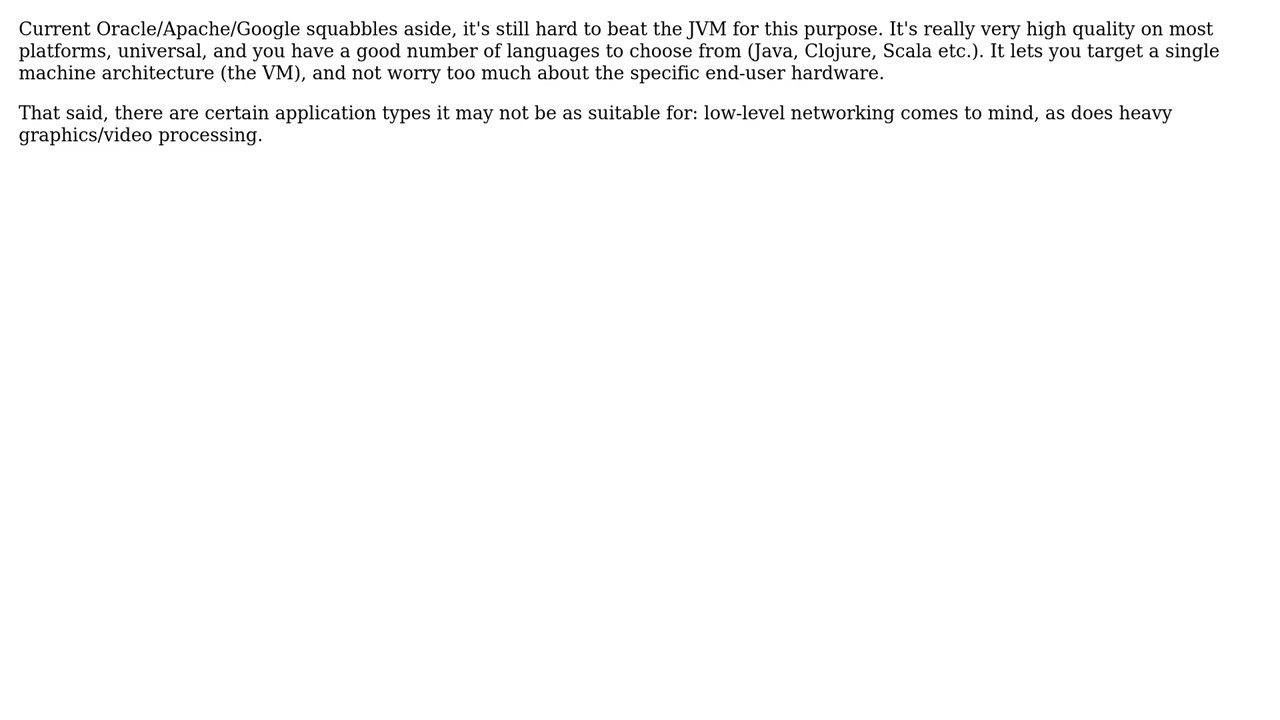 Current Oracle/Apache/Google squabbles aside, it's still hard to beat the JVM for this purpose. It's really very high quality on most
platforms, universal, and you have a good number of languages to choose from (Java, Clojure, Scala etc.). It lets you target a single
machine architecture (the VM), and not worry too much about the specific end-user hardware.
That said, there are certain application types it may not be as suitable for: low-level networking comes to mind, as does heavy
graphics/video processing.